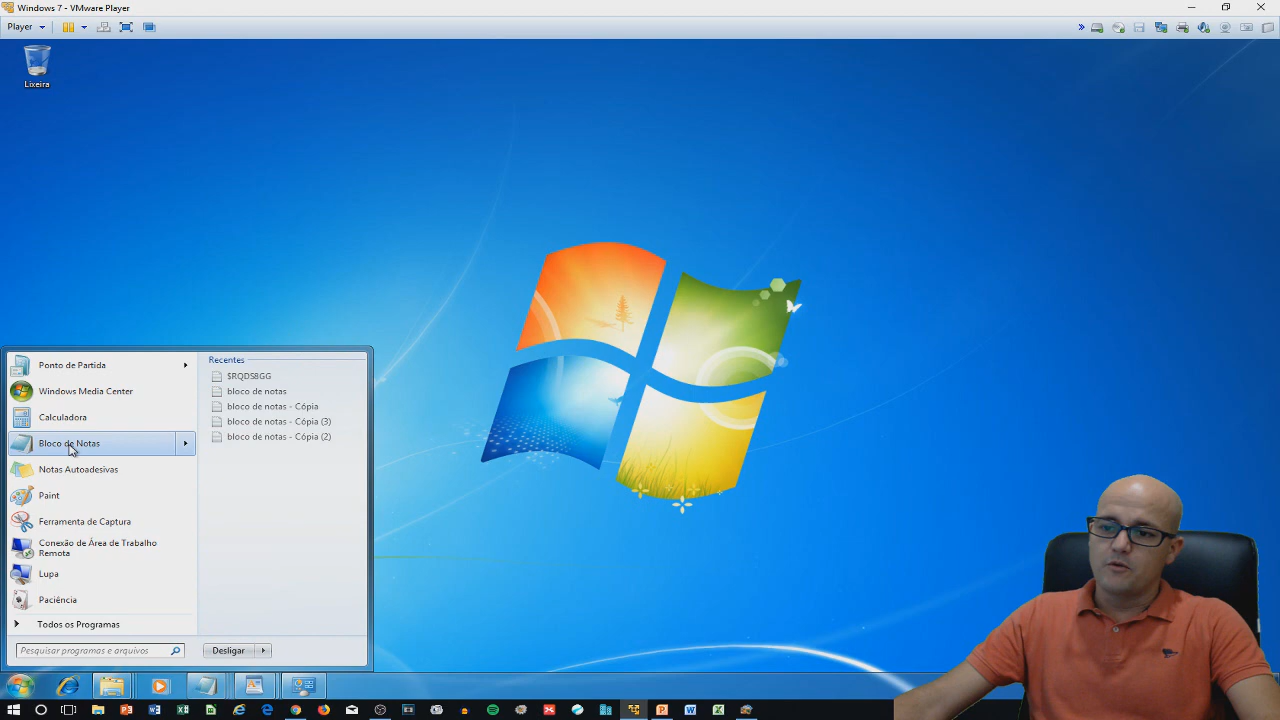 Windows 7 - VMware Player
Player
Lixeira
Ponto de Partida
Windows Media Center
Calculadora
Bloco de Notas
Notas Autoadesivas
Paint
Ferramenta de Captura
Conexão de Área de Trabalho
Remota
Lupa
Paciência
Todos os Programas
Pesquisar programas e arquivos
Desligar
Recentes
$RQDS8GG
bloco de notas
bloco de notas - Cópia
bloco de notas - Cópia (3)
bloco de notas - Cópia (2)